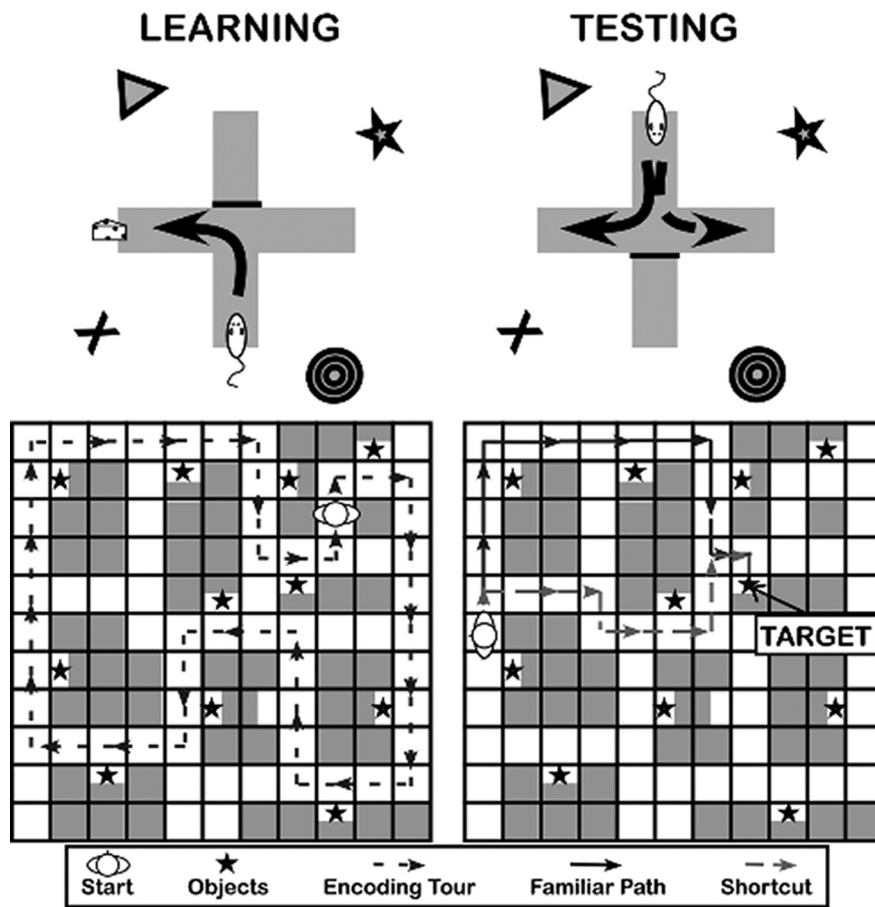 LEARNING TESTING
TARGET
Start Objects Encoding Tour Familiar Path Shortcut